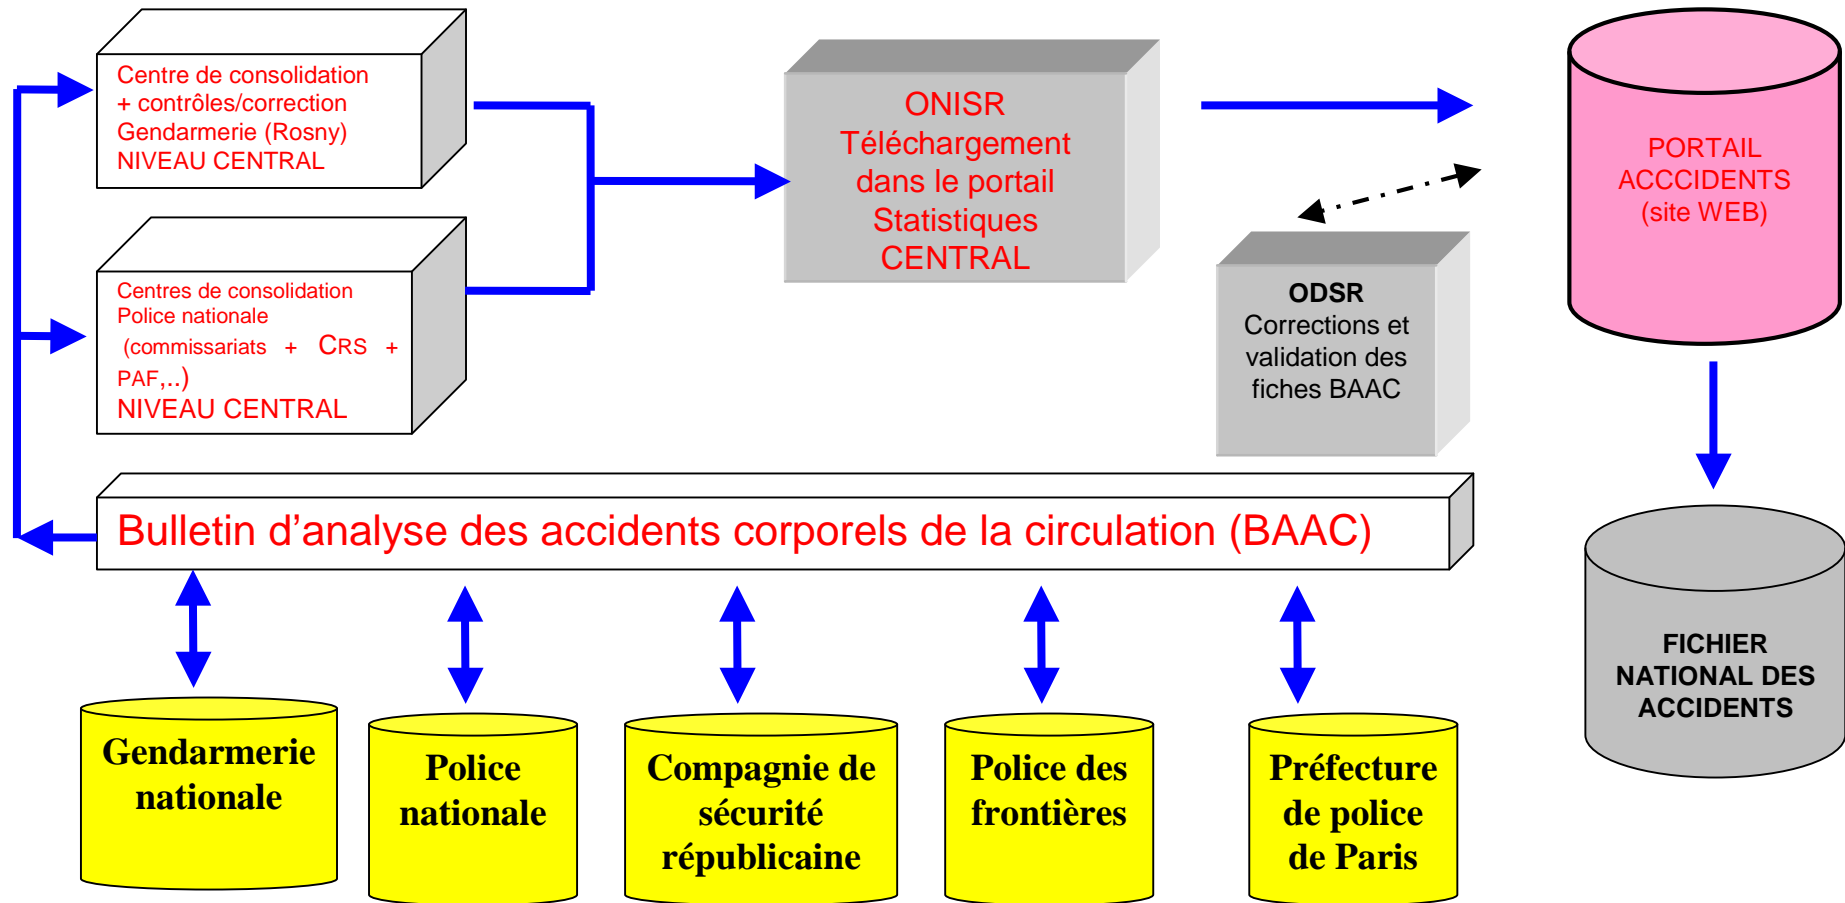 Centre de consolidation
+ contrôles/correction
Gendarmerie (Rosny)
NIVEAU CENTRAL
Centres de consolidation
Police nationale
(commissariats + CRS +
PAF,..)
NIVEAU CENTRAL
ONISR
Téléchargement
dans le portail
Statistiques
CENTRAL
ODSR
Corrections et
validation des
fiches BAAC
PORTAIL
ACCCIDENTS
(site WEB)
FICHIER
NATIONAL DES
ACCIDENTS
Bulletin d'analyse des accidents corporels de la circulation (BAAC)
Gendarmerie
nationale
Police
nationale
Compagnie de
sécurité
républicaine
Police des
frontières
Préfecture
de police
de Paris